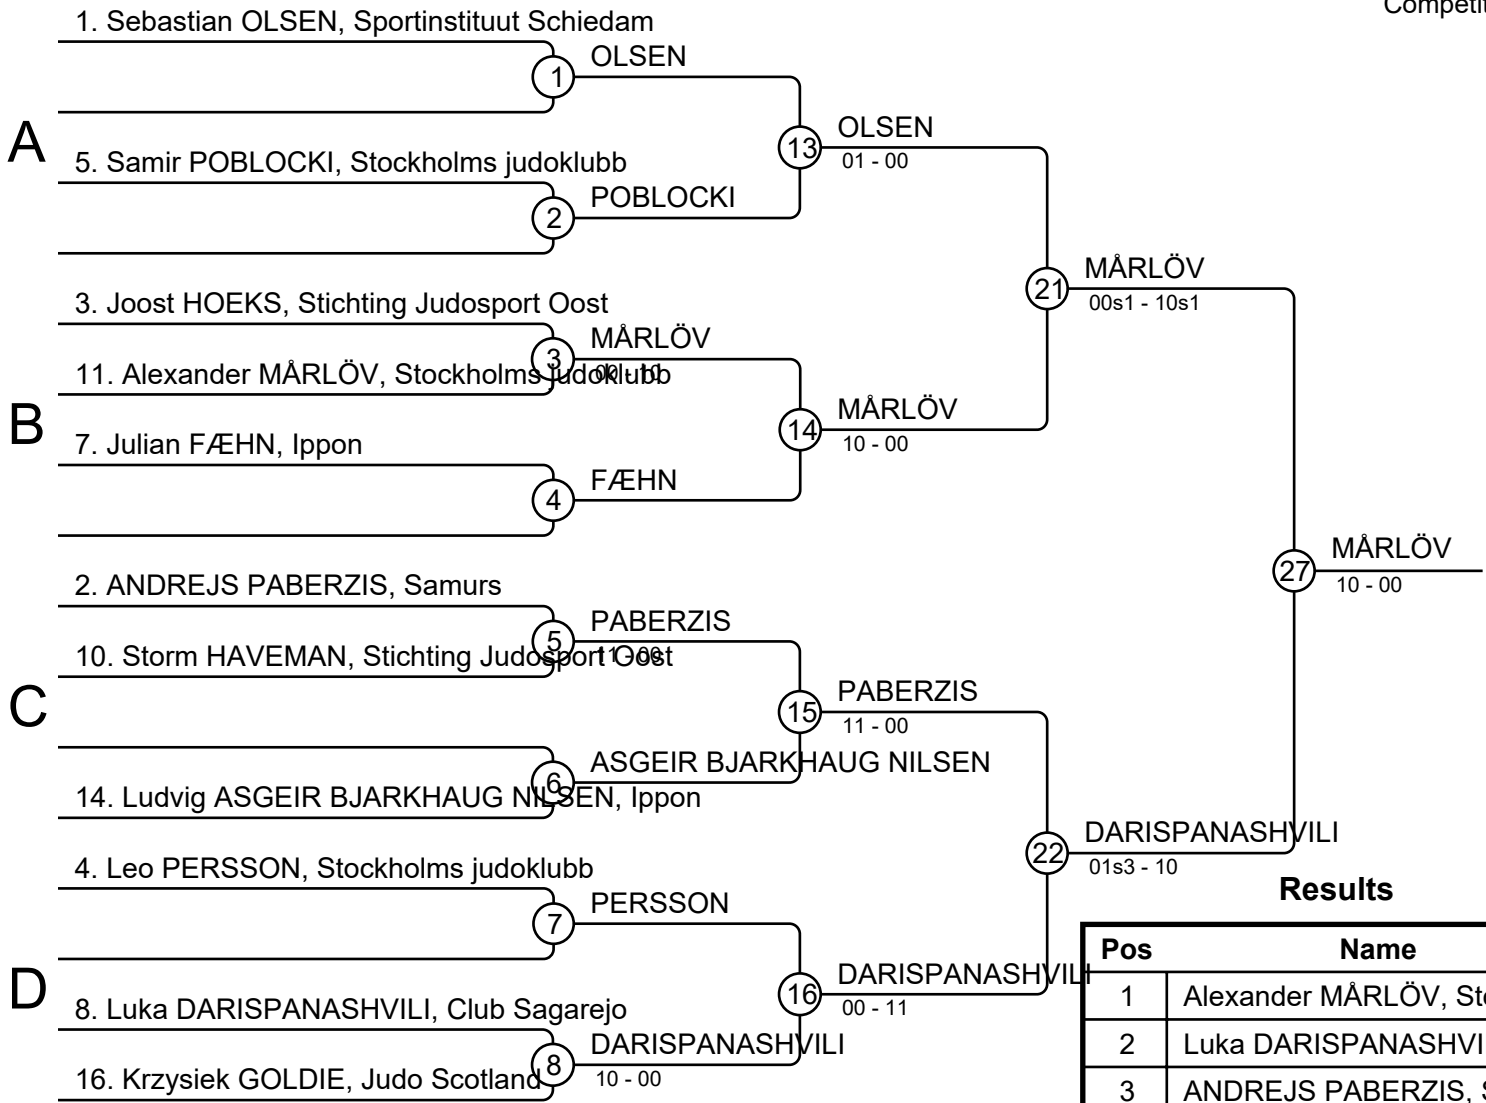 Competit
1. Sebastian OLSEN, Sportinstituut Schiedam
OLSEN
1
A
OLSEN
13
01 - 00
5. Samir POBLOCKI, Stockholms judoklubb
POBLOCKI
2
MÅRLÖV
21
00s1 - 10s1
3. Joost HOEKS, Stichting Judosport Oost
MÅRLÖV
3
00 - 10
11. Alexander MÅRLÖV, Stockholms judoklubb
B
MÅRLÖV
14
10 - 00
7. Julian FÆHN, Ippon
FÆHN
4
MÅRLÖV
27
10 - 00
2. ANDREJS PABERZIS, Samurs
PABERZIS
5
11 - 00
10. Storm HAVEMAN, Stichting Judosport Oost
C
PABERZIS
15
11 - 00
ASGEIR BJARKHAUG NILSEN
6
14. Ludvig ASGEIR BJARKHAUG NILSEN, Ippon
DARISPANASHVILI
22
01s3 - 10
4. Leo PERSSON, Stockholms judoklubb
PERSSON
7
D
DARISPANASHVILI
16
00 - 11
8. Luka DARISPANASHVILI, Club Sagarejo
DARISPANASHVILI
8
10 - 00
16. Krzysiek GOLDIE, Judo Scotland
Results
Pos Name
1 Alexander MÅRLÖV, Sto
2 Luka DARISPANASHVI
3 ANDREJS PABERZIS, S